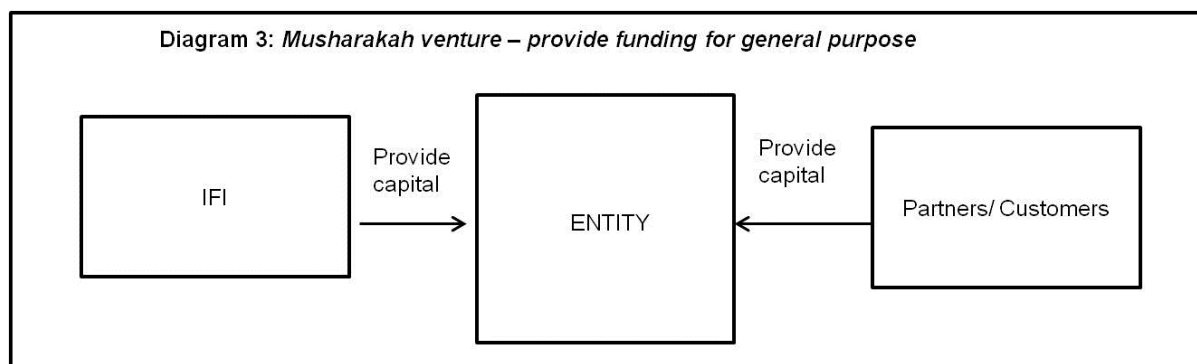 Diagram 3: Musharakah venture – provide funding for general purpose
IFI
Provide
capital
ENTITY
Provide
capital
Partners/ Customers